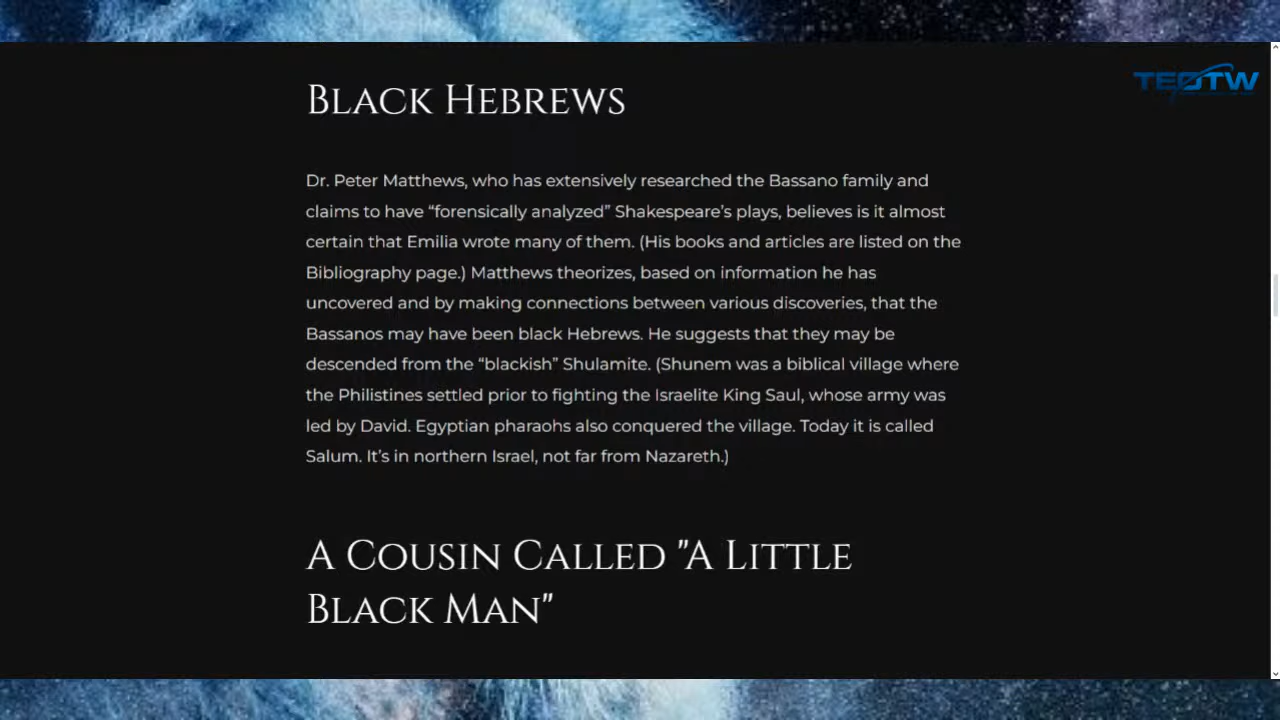 TEOTW
BLACK HEBREWS
Dr. Peter Matthews, who has extensively researched the Bassano family and
claims to have “forensically analyzed” Shakespeare’s plays, believes is it almost
certain that Emilia wrote many of them. (His books and articles are listed on the
Bibliography page.) Matthews theorizes, based on information he has
uncovered and by making connections between various discoveries, that the
Bassanos may have been black Hebrews. He suggests that they may be
descended from the “blackish” Shulamite. (Shunem was a biblical village where
the Philistines settled prior to fighting the Israelite King Saul, whose army was
led by David. Egyptian pharaohs also conquered the village. Today it is called
Salum. It’s in northern Israel, not far from Nazareth.)
A COUSIN CALLED "A LITTLE
BLACK MAN"